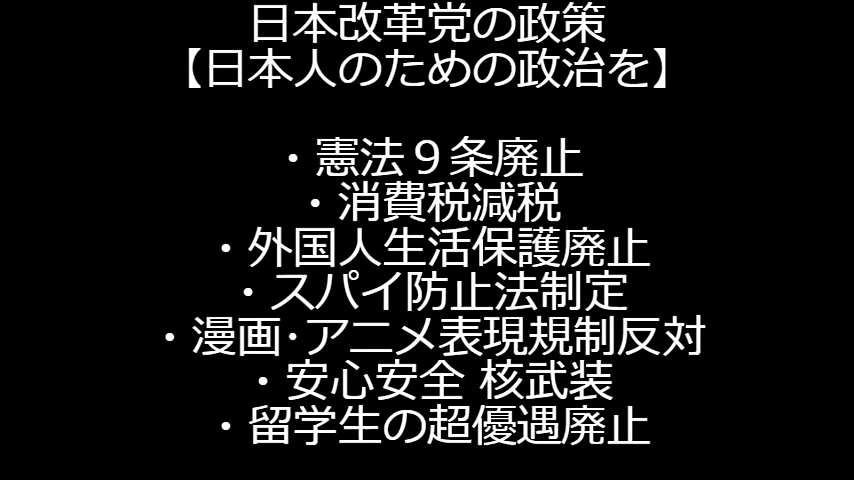 日本改革党の政策
【日本人のための政治を】
・憲法９条廃止
・消費税減税
・外国人生活保護廃止
・スパイ防止法制定
・漫画･アニメ表現規制反対
・安心安全 核武装
・留学生の超優遇廃止